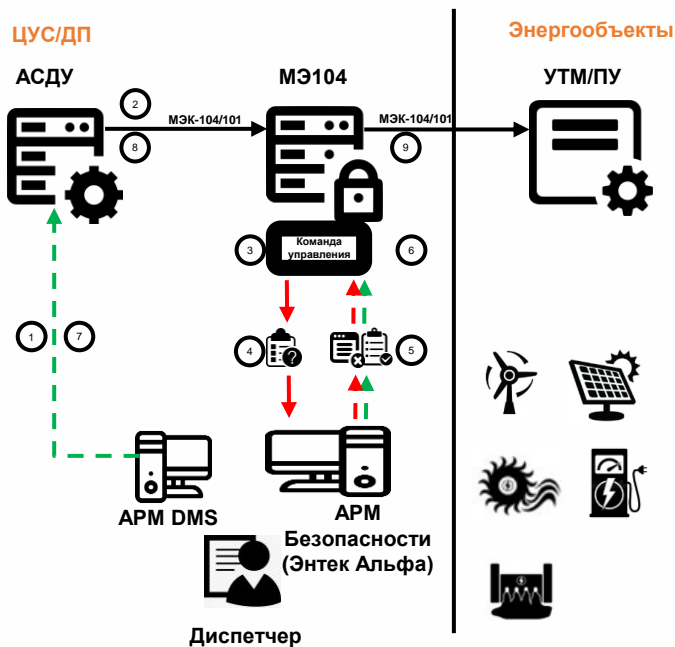 ЦУС/ДП
Энергообъекты
АСДУ
МЭ104
УТМ/ПУ
2
МЭК-104/101
МЭК-104/101
8
9
3
Команда
управления
6
1
7
4
?
5
АРМ DMS
АРМ
Безопасности
(Энтек Альфа)
Диспетчер